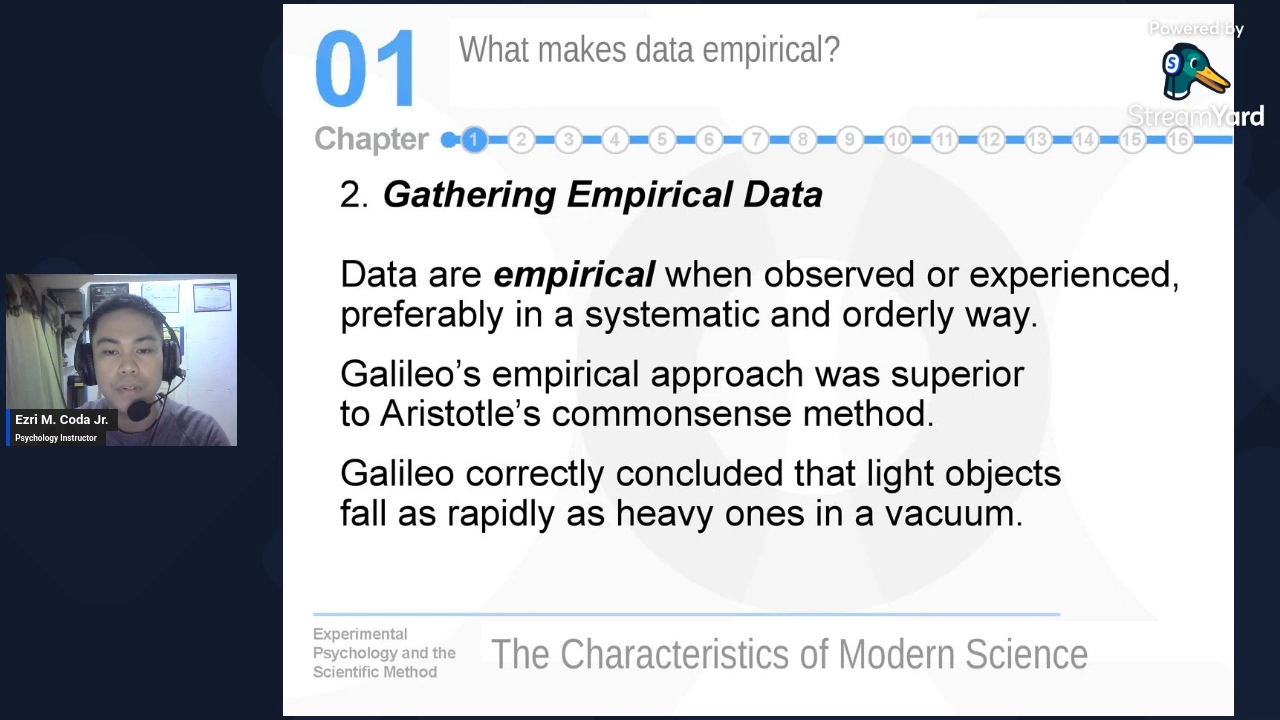 01
What makes data empirical?
Powered by
S
StreamYard
Chapter 1 2 3 4 5 6 7 8 9 10 11 12 13 14 15 16
2. Gathering Empirical Data
Data are empirical when observed or experienced,
preferably in a systematic and orderly way.
Galileo’s empirical approach was superior
to Aristotle’s commonsense method.
Galileo correctly concluded that light objects
fall as rapidly as heavy ones in a vacuum.
Ezri M. Coda Jr.
Psychology Instructor
Experimental
Psychology and the
Scientific Method
The Characteristics of Modern Science